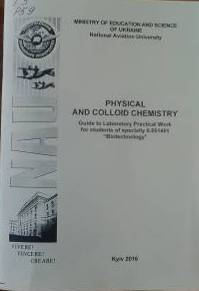 MINISTRY OF EDUCATION AND SCIENCE
OF UKRAINE
National Aviation University
NAU
PHYSICAL
AND COLLOID CHEMISTRY
Guide to Laboratory Practical Work
for students of specialty 6.051401
"Biotechnology"
VIVERE!
VINCERE!
CREARE!
Kyiv 2016